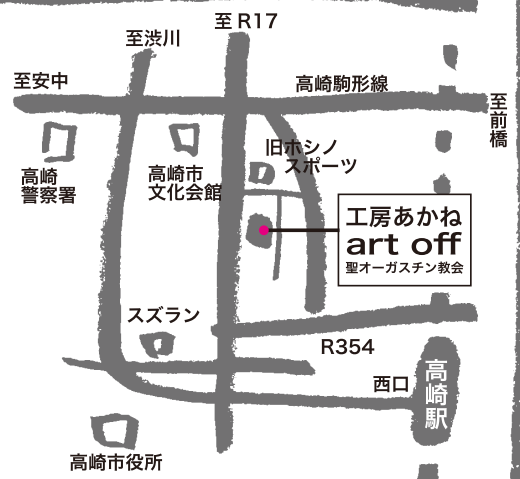 至 R17
至渋川
至安中
高崎駒形線
至前橋
旧ホシノ
スポーツ
高崎
警察署
高崎市
文化会館
工房あかね
art off
聖オーガスチン教会
スズラン
R354
西口
高崎駅
高崎市役所